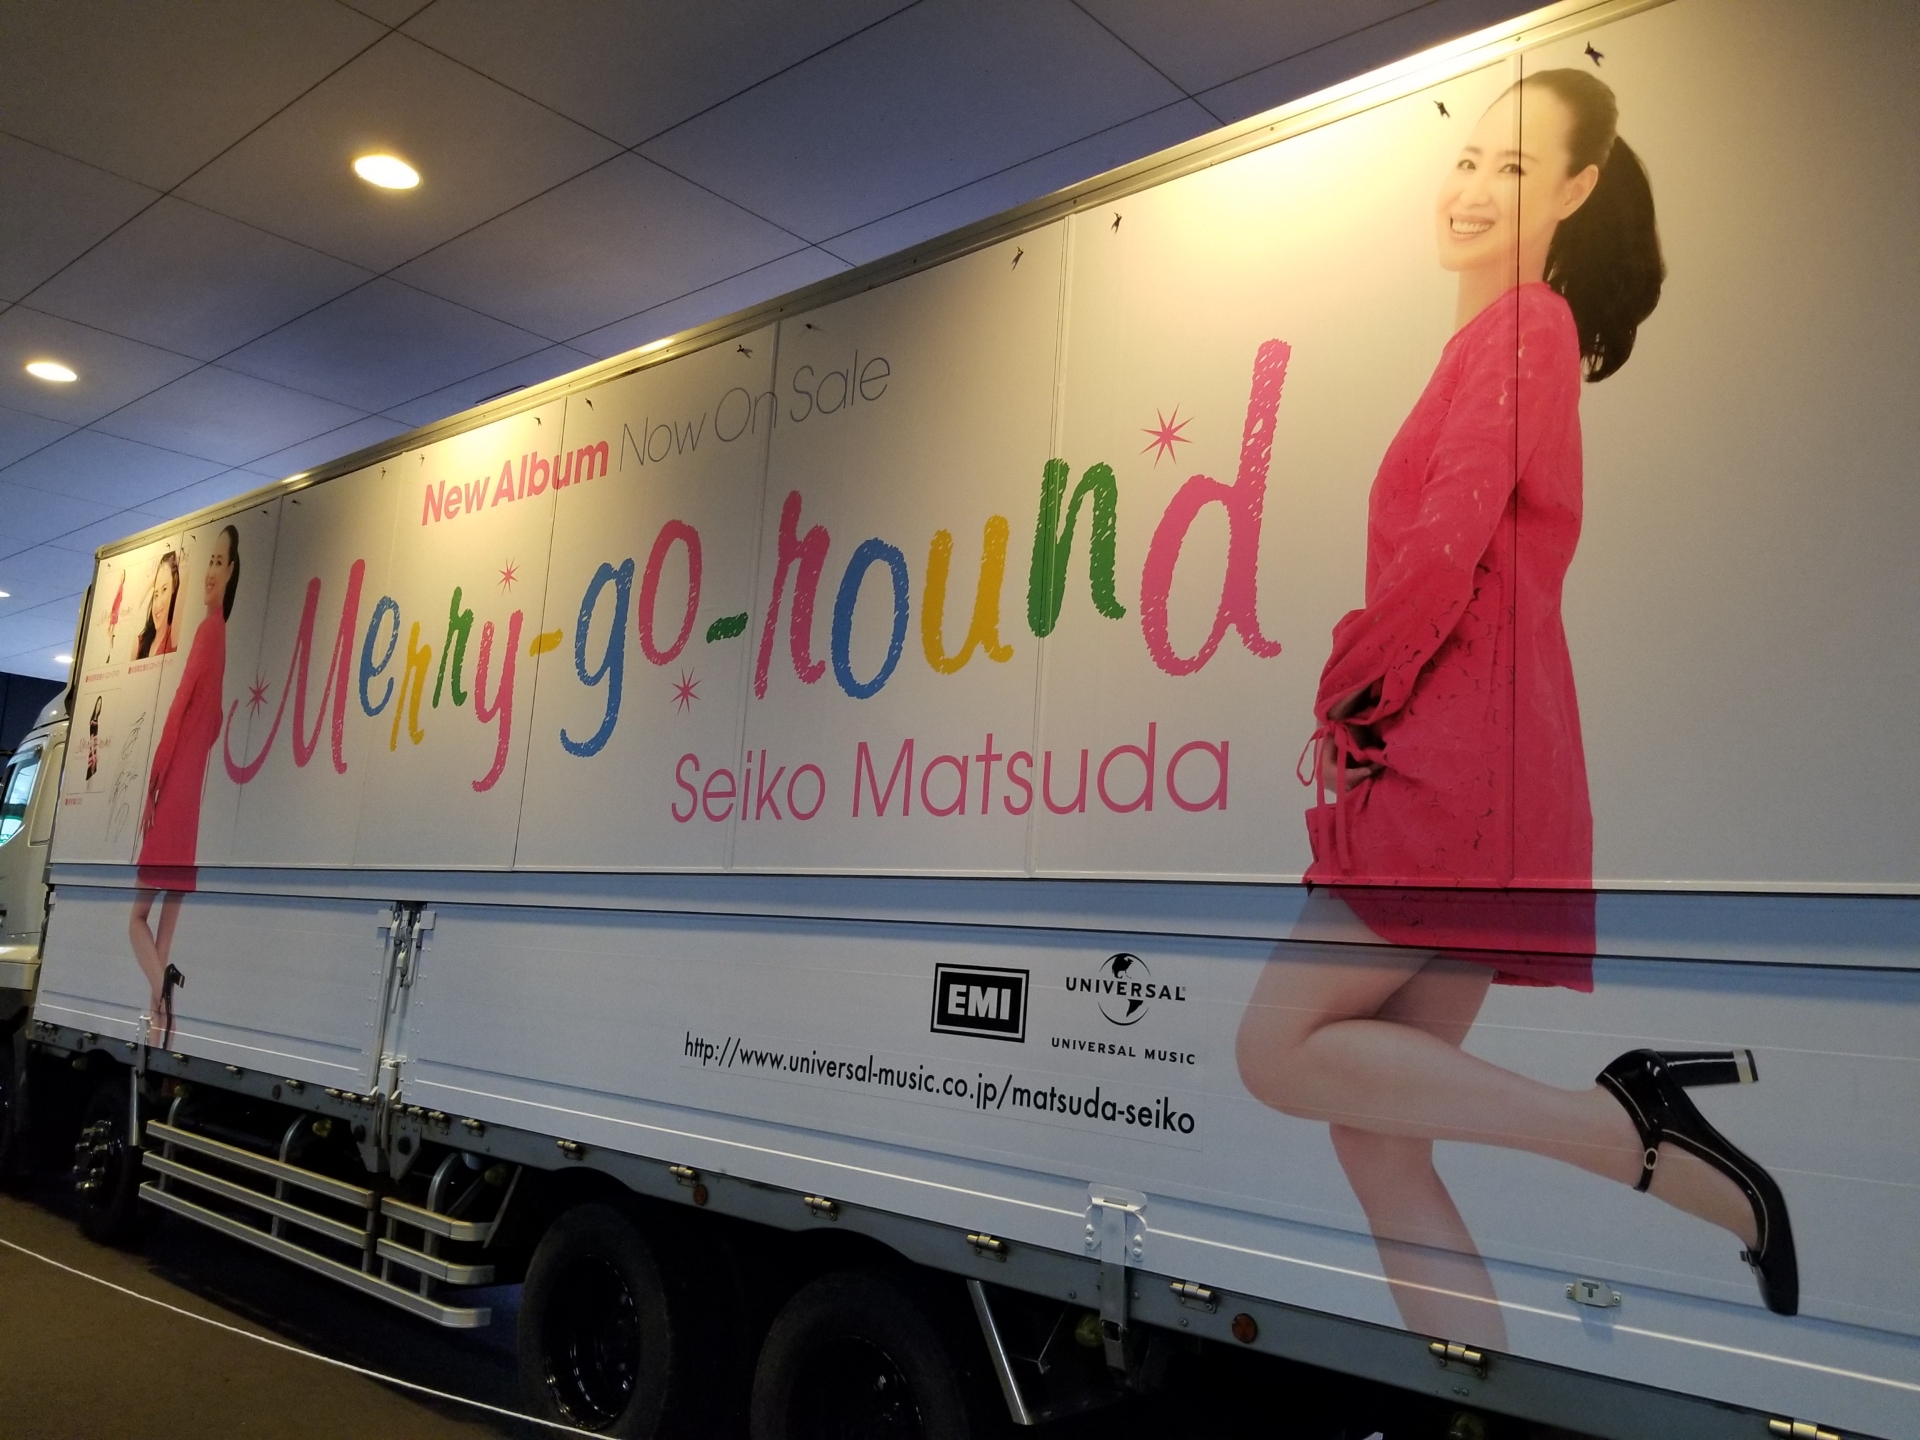 New Album Now On Sale
Merry-go-round
Seiko Matsuda
EMI
UNIVERSAL
UNIVERSAL MUSIC
http://www.universal-music.co.jp/matsuda-seiko
T